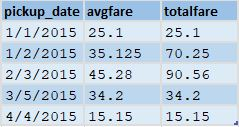 pickup_date avgfare totalfare
1/1/2015 25.1 25.1
1/2/2015 35.125 70.25
2/3/2015 45.28 90.56
3/5/2015 34.2 34.2
4/4/2015 15.15 15.15